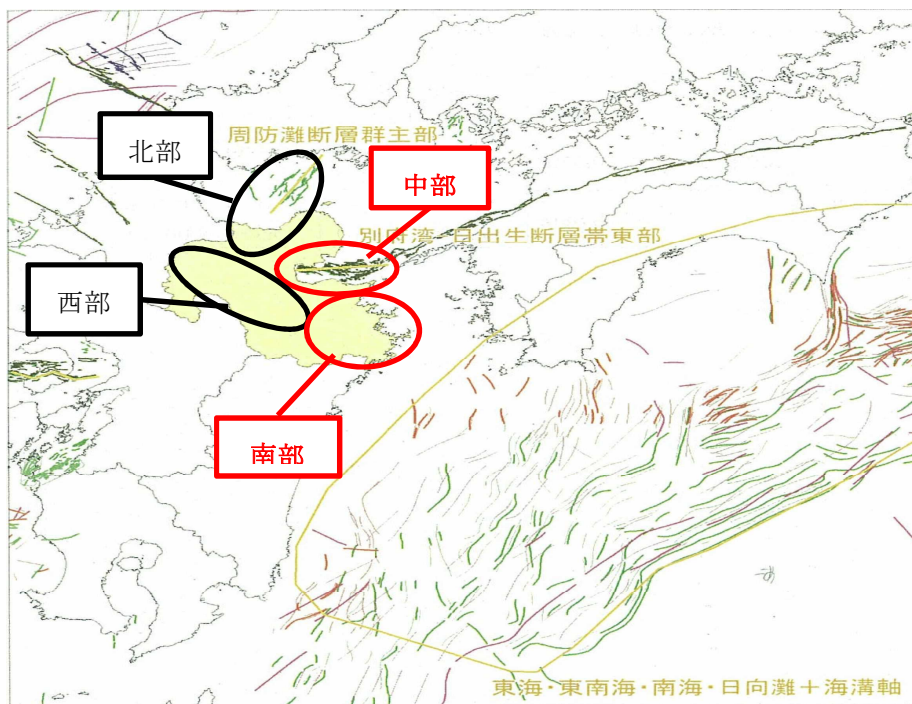 北部
周防灘断層群主部
中部
別府湾・日出生断層帯東部
西部
南部
東海・東南海・南海・日向灘＋海溝軸